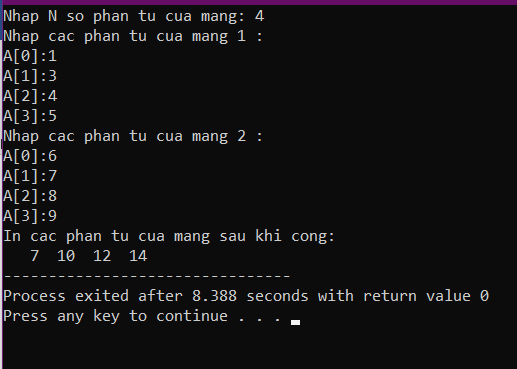 Nhap N so phan tu cua mang: 4
Nhap cac phan tu cua mang 1 :
A[0]:1
A[1]:3
A[2]:4
A[3]:5
Nhap cac phan tu cua mang 2 :
A[0]:6
A[1]:7
A[2]:8
A[3]:9
In cac phan tu cua mang sau khi cong:
   7  10  12  14
--------------------------------
Process exited after 8.388 seconds with return value 0
Press any key to continue . . .